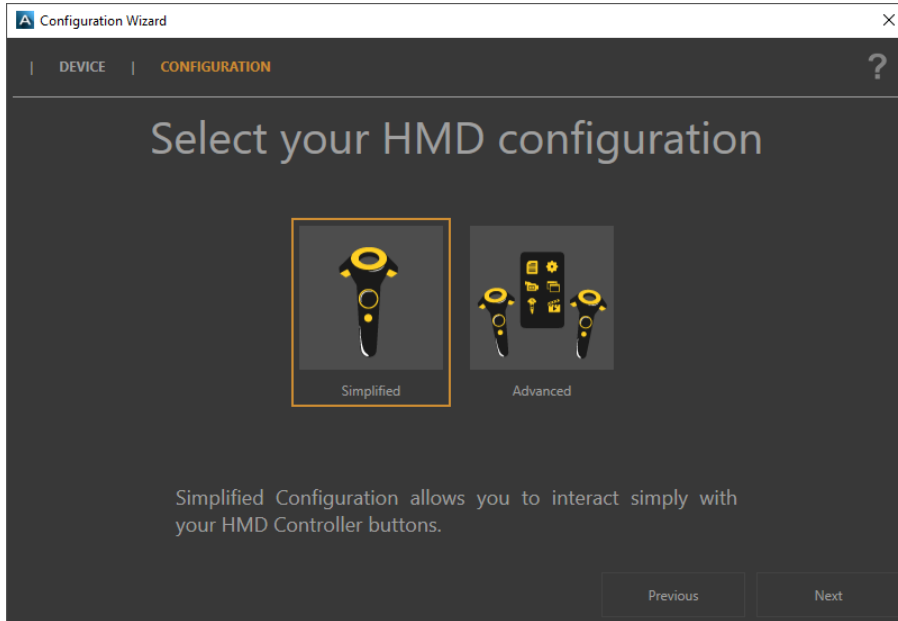 Configuration Wizard
| DEVICE | CONFIGURATION ?
Select your HMD configuration
Simplified Advanced
Simplified Configuration allows you to interact simply with
your HMD Controller buttons.
Previous Next